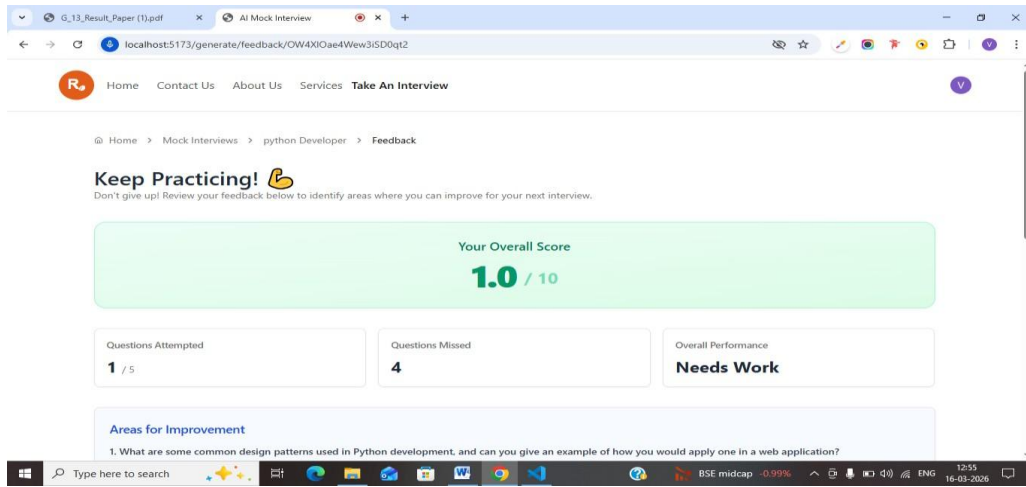 G_13_Result_Paper (1).pdf
AI Mock Interview
localhost:5173/generate/feedback/OW4XIOae4Wew3iSD0qt2
V
R
Home Contact Us About Us Services Take An Interview
V
Home > Mock Interviews > python Developer > Feedback
Keep Practicing! 💪
Don't give up! Review your feedback below to identify areas where you can improve for your next interview.
Your Overall Score
1.0 / 10
Questions Attempted
1 / 5
Questions Missed
4
Overall Performance
Needs Work
Areas for Improvement
1. What are some common design patterns used in Python development, and can you give an example of how you would apply one in a web application?
Type here to search
BSE midcap -0.99%
ENG
12:55
16-03-2026